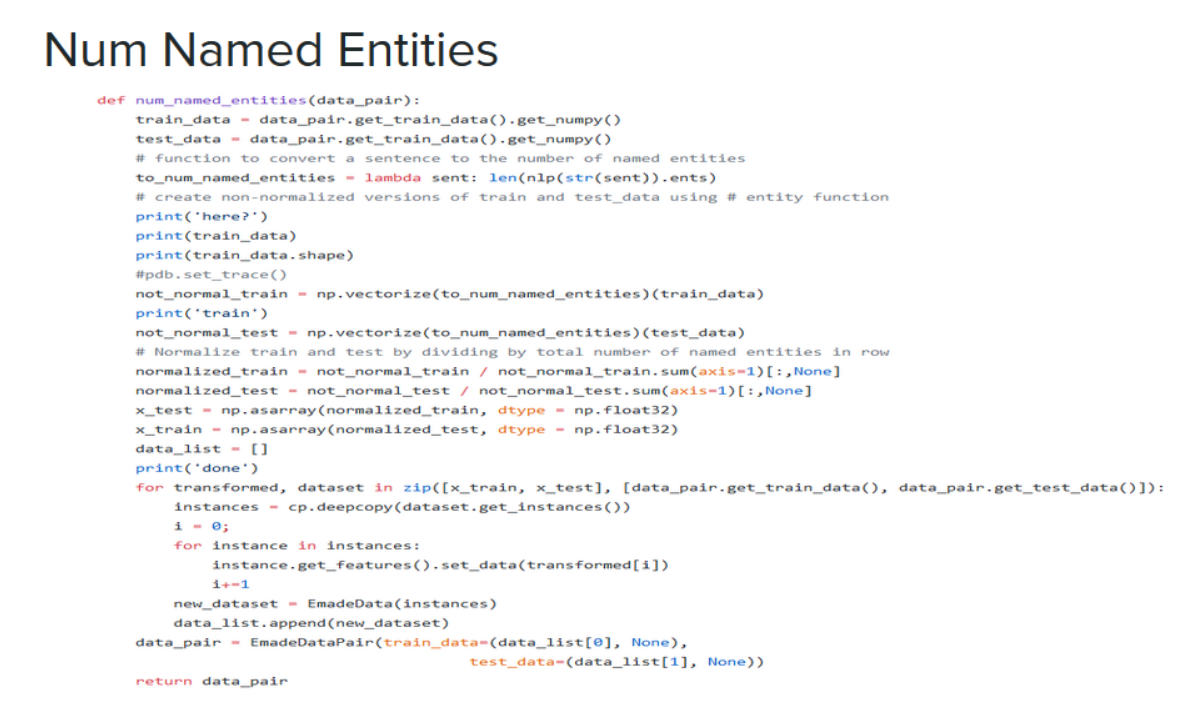 Num Named Entities
def num_named_entities(data_pair):
    train_data = data_pair.get_train_data().get_numpy()
    test_data = data_pair.get_train_data().get_numpy()
    # function to convert a sentence to the number of named entities
    to_num_named_entities = lambda sent: len(nlp(str(sent)).ents)
    # create non-normalized versions of train and test_data using # entity function
    print('here?')
    print(train_data)
    print(train_data.shape)
    #pdb.set_trace()
    not_normal_train = np.vectorize(to_num_named_entities)(train_data)
    print('train')
    not_normal_test = np.vectorize(to_num_named_entities)(test_data)
    # Normalize train and test by dividing by total number of named entities in row
    normalized_train = not_normal_train / not_normal_train.sum(axis=1)[:,None]
    normalized_test = not_normal_test / not_normal_test.sum(axis=1)[:,None]
    x_test = np.asarray(normalized_train, dtype = np.float32)
    x_train = np.asarray(normalized_test, dtype = np.float32)
    data_list = []
    print('done')
    for transformed, dataset in zip([x_train, x_test], [data_pair.get_train_data(), data_pair.get_test_data()]):
        instances = cp.deepcopy(dataset.get_instances())
        i = 0;
        for instance in instances:
            instance.get_features().set_data(transformed[i])
            i+=1
        new_dataset = EmadeData(instances)
        data_list.append(new_dataset)
    data_pair = EmadeDataPair(train_data=(data_list[0], None),
                                       test_data=(data_list[1], None))
    return data_pair